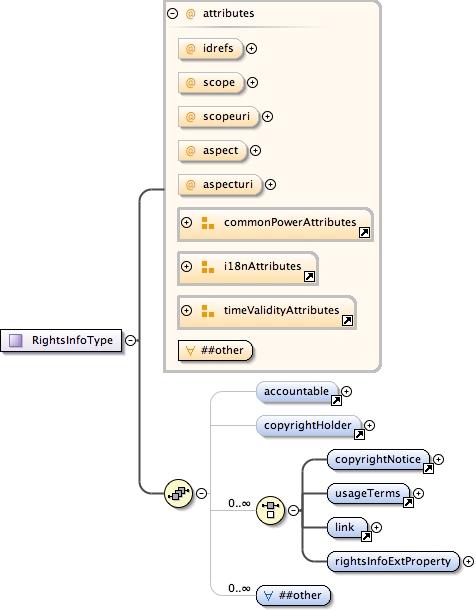 attributes
@ idrefs
@ scope
@ scopeuri
@ aspect
@ aspecturi
commonPowerAttributes
i18nAttributes
timeValidityAttributes
##other
RightsInfoType
accountable
copyrightHolder
0..∞
copyrightNotice
usageTerms
link
rightsInfoExtProperty
0..∞
##other